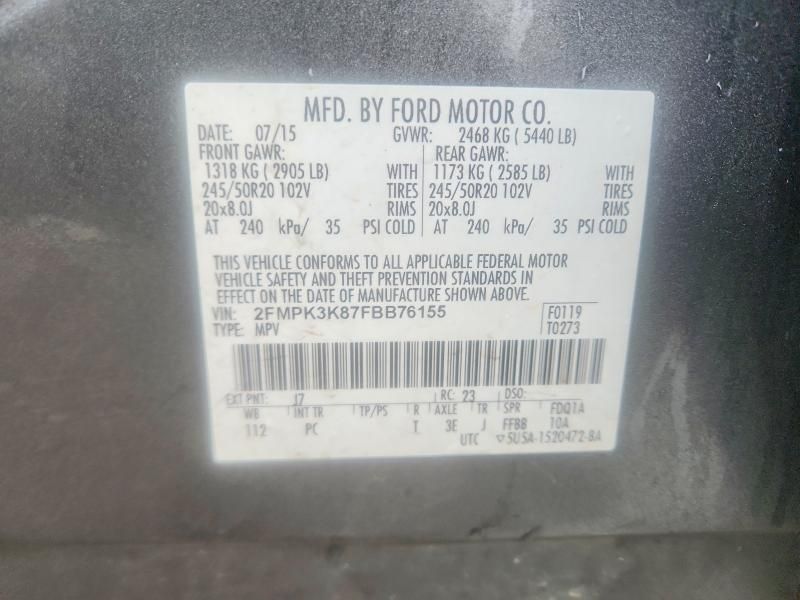 MFD. BY FORD MOTOR CO.
DATE: 07/15 GVWR: 2468 KG ( 5440 LB)
FRONT GAWR: REAR GAWR:
1318 KG ( 2905 LB) WITH 1173 KG ( 2585 LB) WITH
245/50R20 102V TIRES 245/50R20 102V TIRES
20x8.0J RIMS 20x8.0J RIMS
AT 240 kPa/ 35 PSI COLD AT 240 kPa/ 35 PSI COLD
THIS VEHICLE CONFORMS TO ALL APPLICABLE FEDERAL MOTOR
VEHICLE SAFETY AND THEFT PREVENTION STANDARDS IN
EFFECT ON THE DATE OF MANUFACTURE SHOWN ABOVE.
VIN: 2FMPK3K87FBB76155 F0119
TYPE: MPV T0273
EXT PNT: J7 RC: 23 DSO:
WB INT TR TP/PS R AXLE TR SPR FDQ1A
112 PC T 3E J FFBB 10A
UTC ▽5U5A-1520472-BA